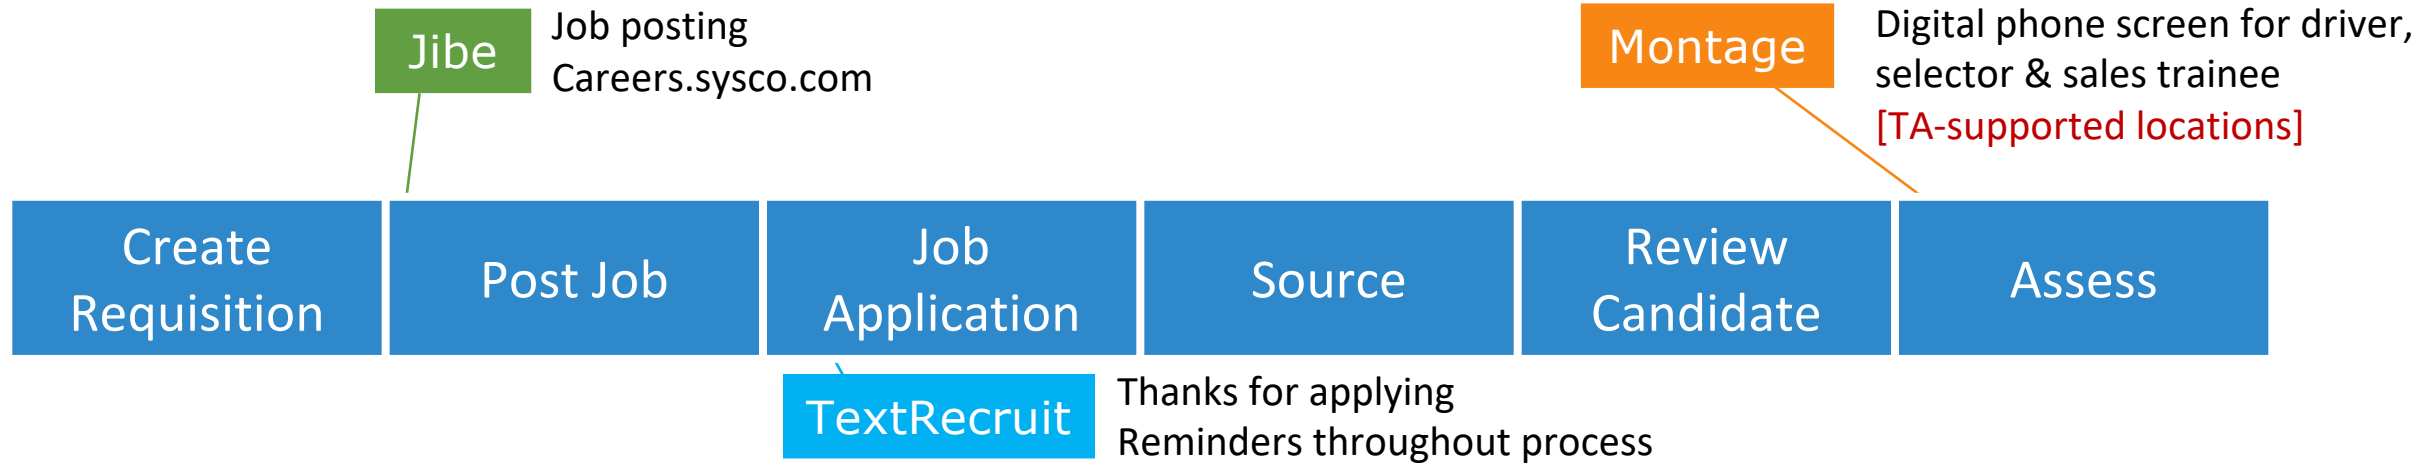 Jibe
Job posting
Careers.sysco.com
Montage
Digital phone screen for driver,
selector & sales trainee
[TA-supported locations]
Create
Requisition
Post Job
Job
Application
Source
Review
Candidate
Assess
TextRecruit
Thanks for applying
Reminders throughout process